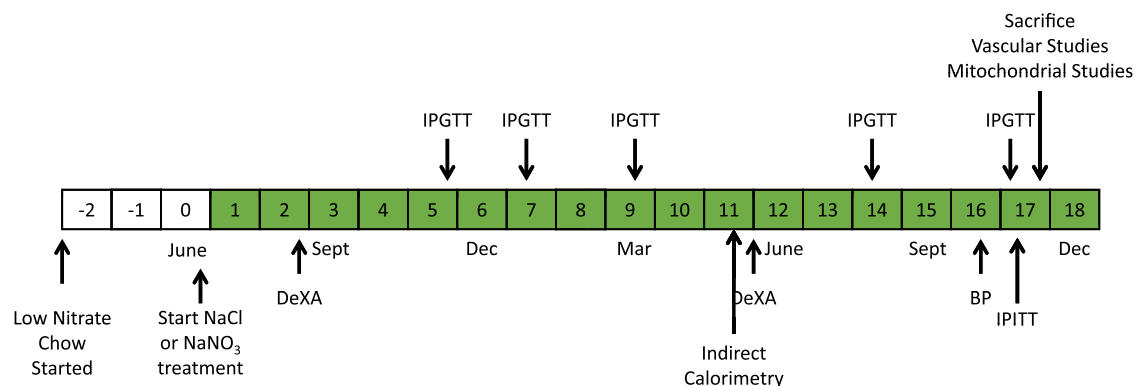 Sacrifice
Vascular Studies
Mitochondrial Studies
IPGTT IPGTT IPGTT IPGTT IPGTT
-2 -1 0 1 2 3 4 5 6 7 8 9 10 11 12 13 14 15 16 17 18
June Sept Dec Mar June Sept Dec
DeXA DeXA BP
IPITT
Low Nitrate
Chow
Started
Start NaCl
or NaNO₃
treatment
Indirect
Calorimetry